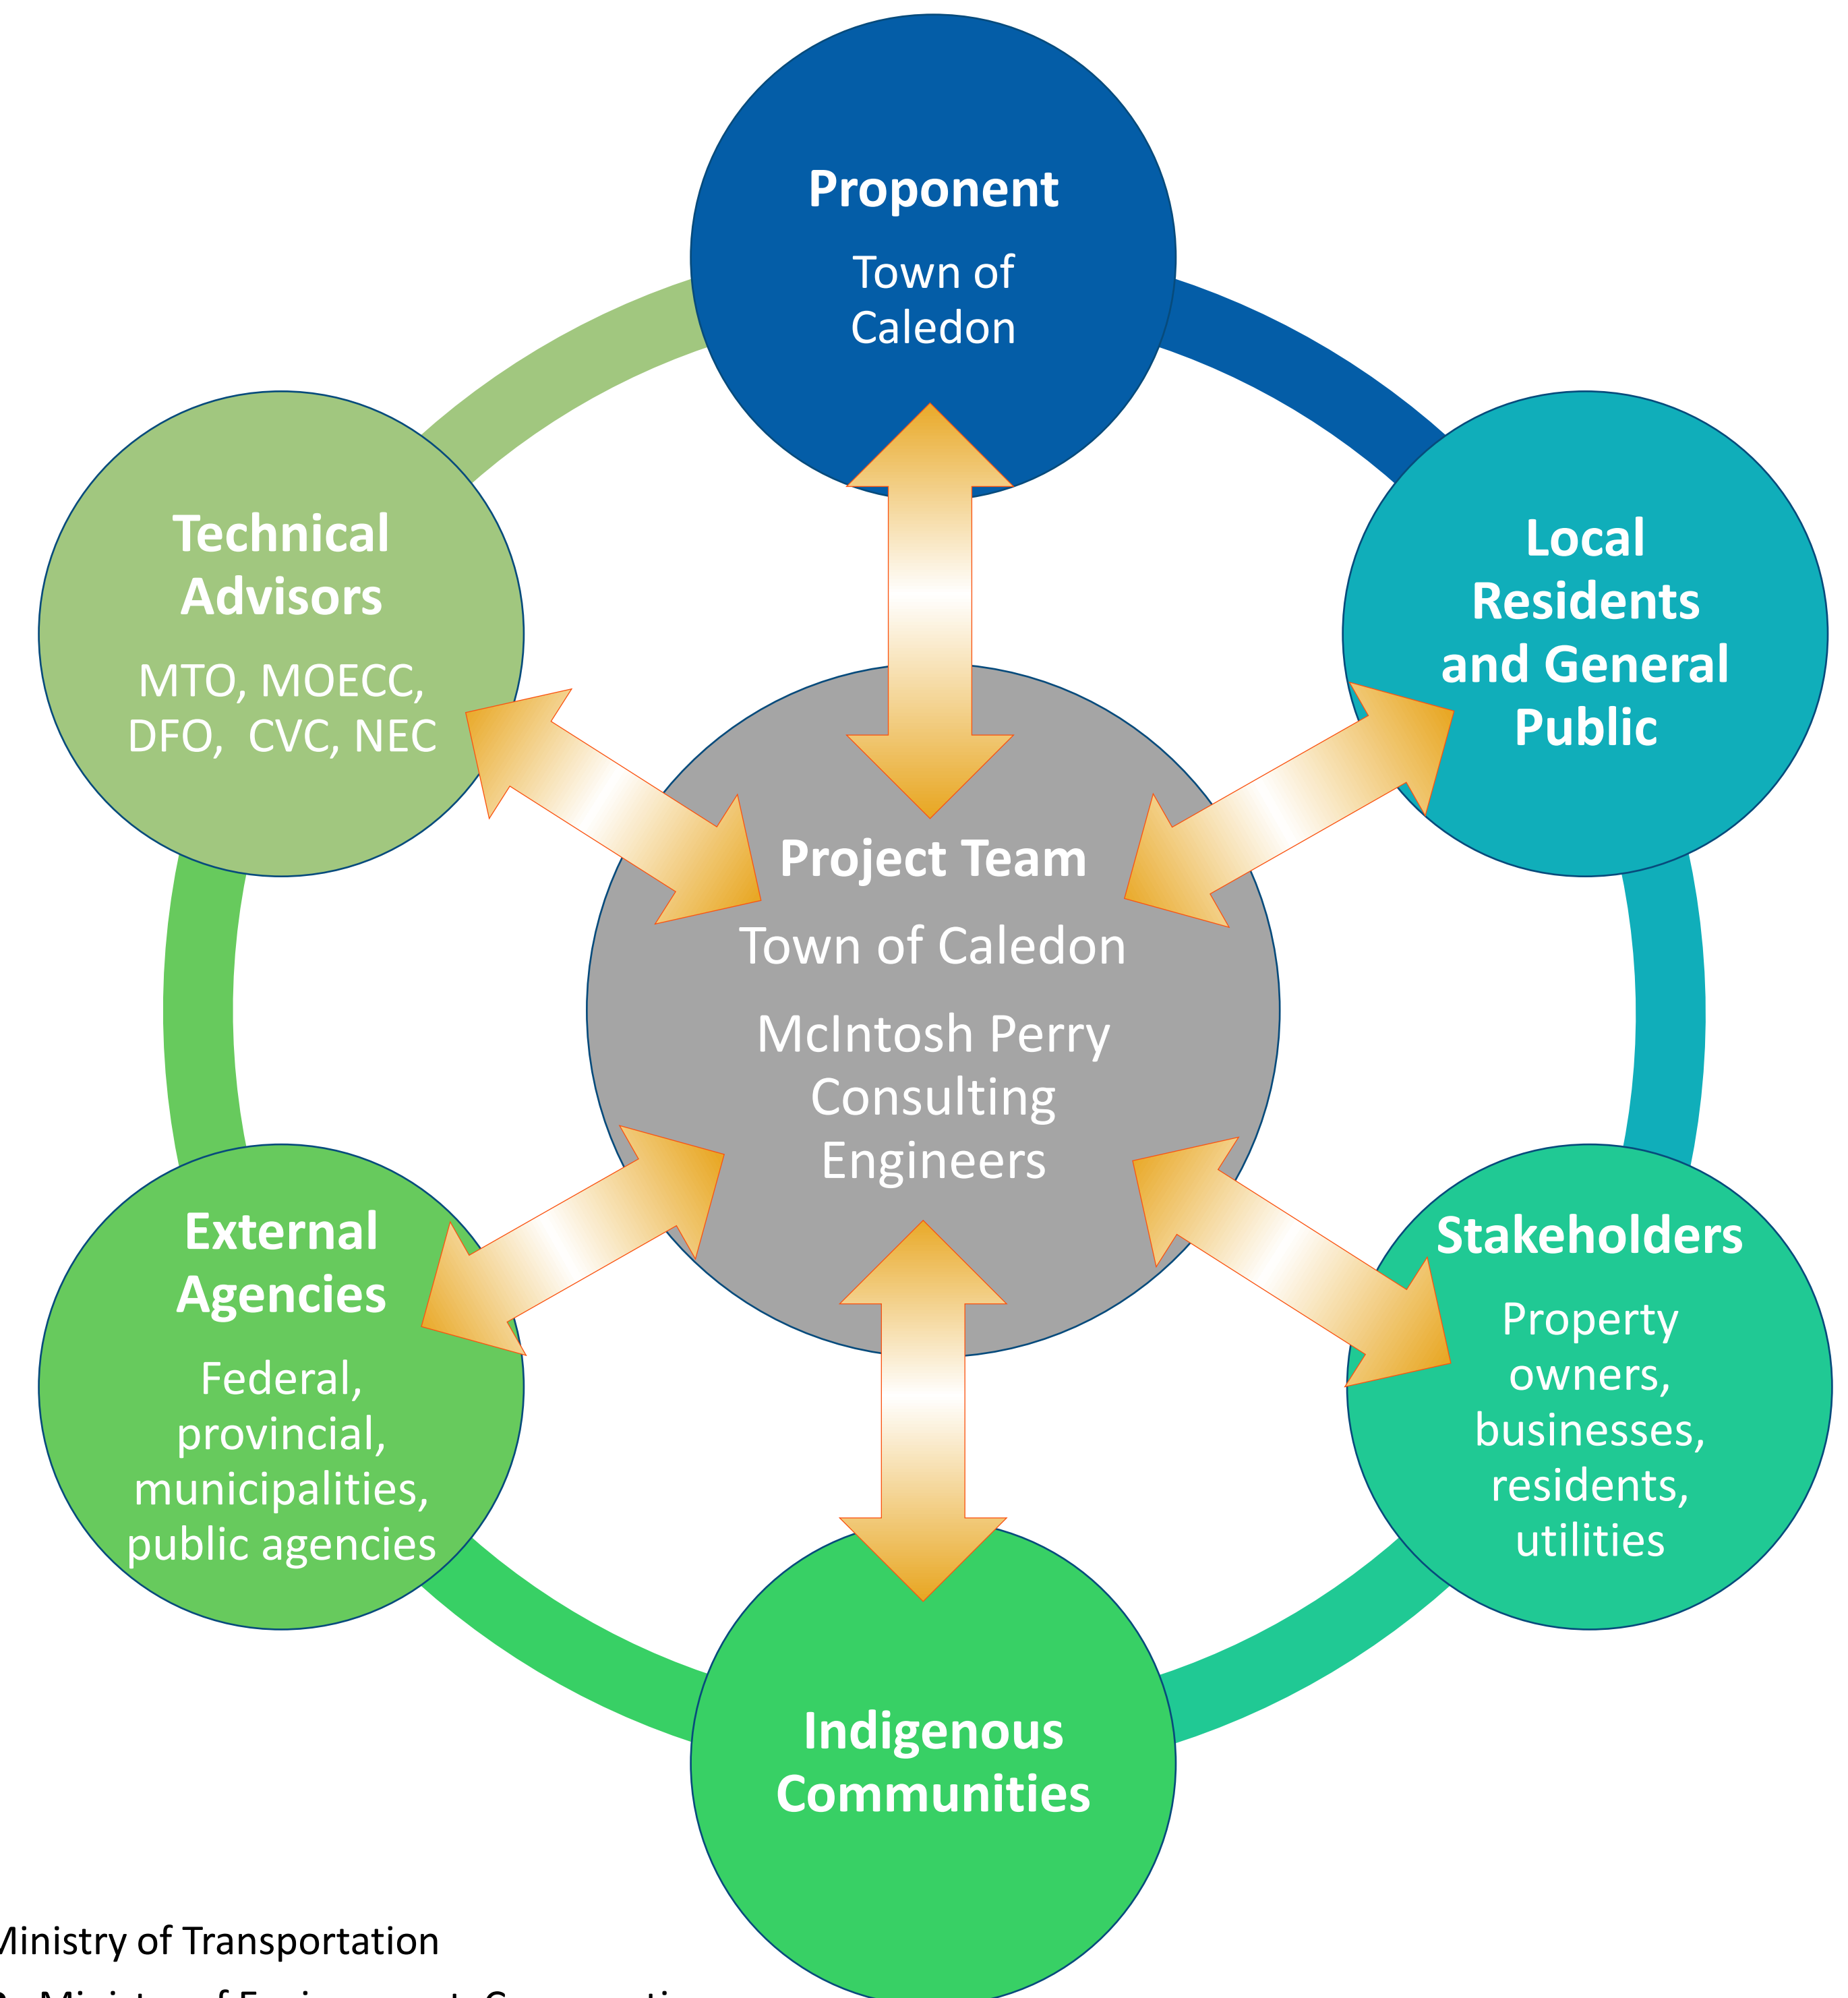 Proponent
Town of
Caledon
Technical
Advisors
MTO, MOECC,
DFO, CVC, NEC
Local
Residents
and General
Public
Project Team
Town of Caledon
McIntosh Perry
Consulting
Engineers
External
Agencies
Federal,
provincial,
municipalities,
public agencies
Stakeholders
Property
owners,
businesses,
residents,
utilities
Indigenous
Communities
Ministry of Transportation